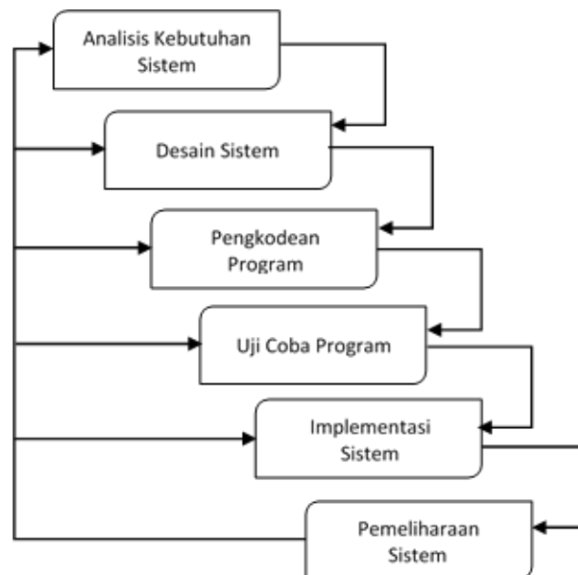 Analisis Kebutuhan
Sistem
Desain Sistem
Pengkodean
Program
Uji Coba Program
Implementasi
Sistem
Pemeliharaan
Sistem